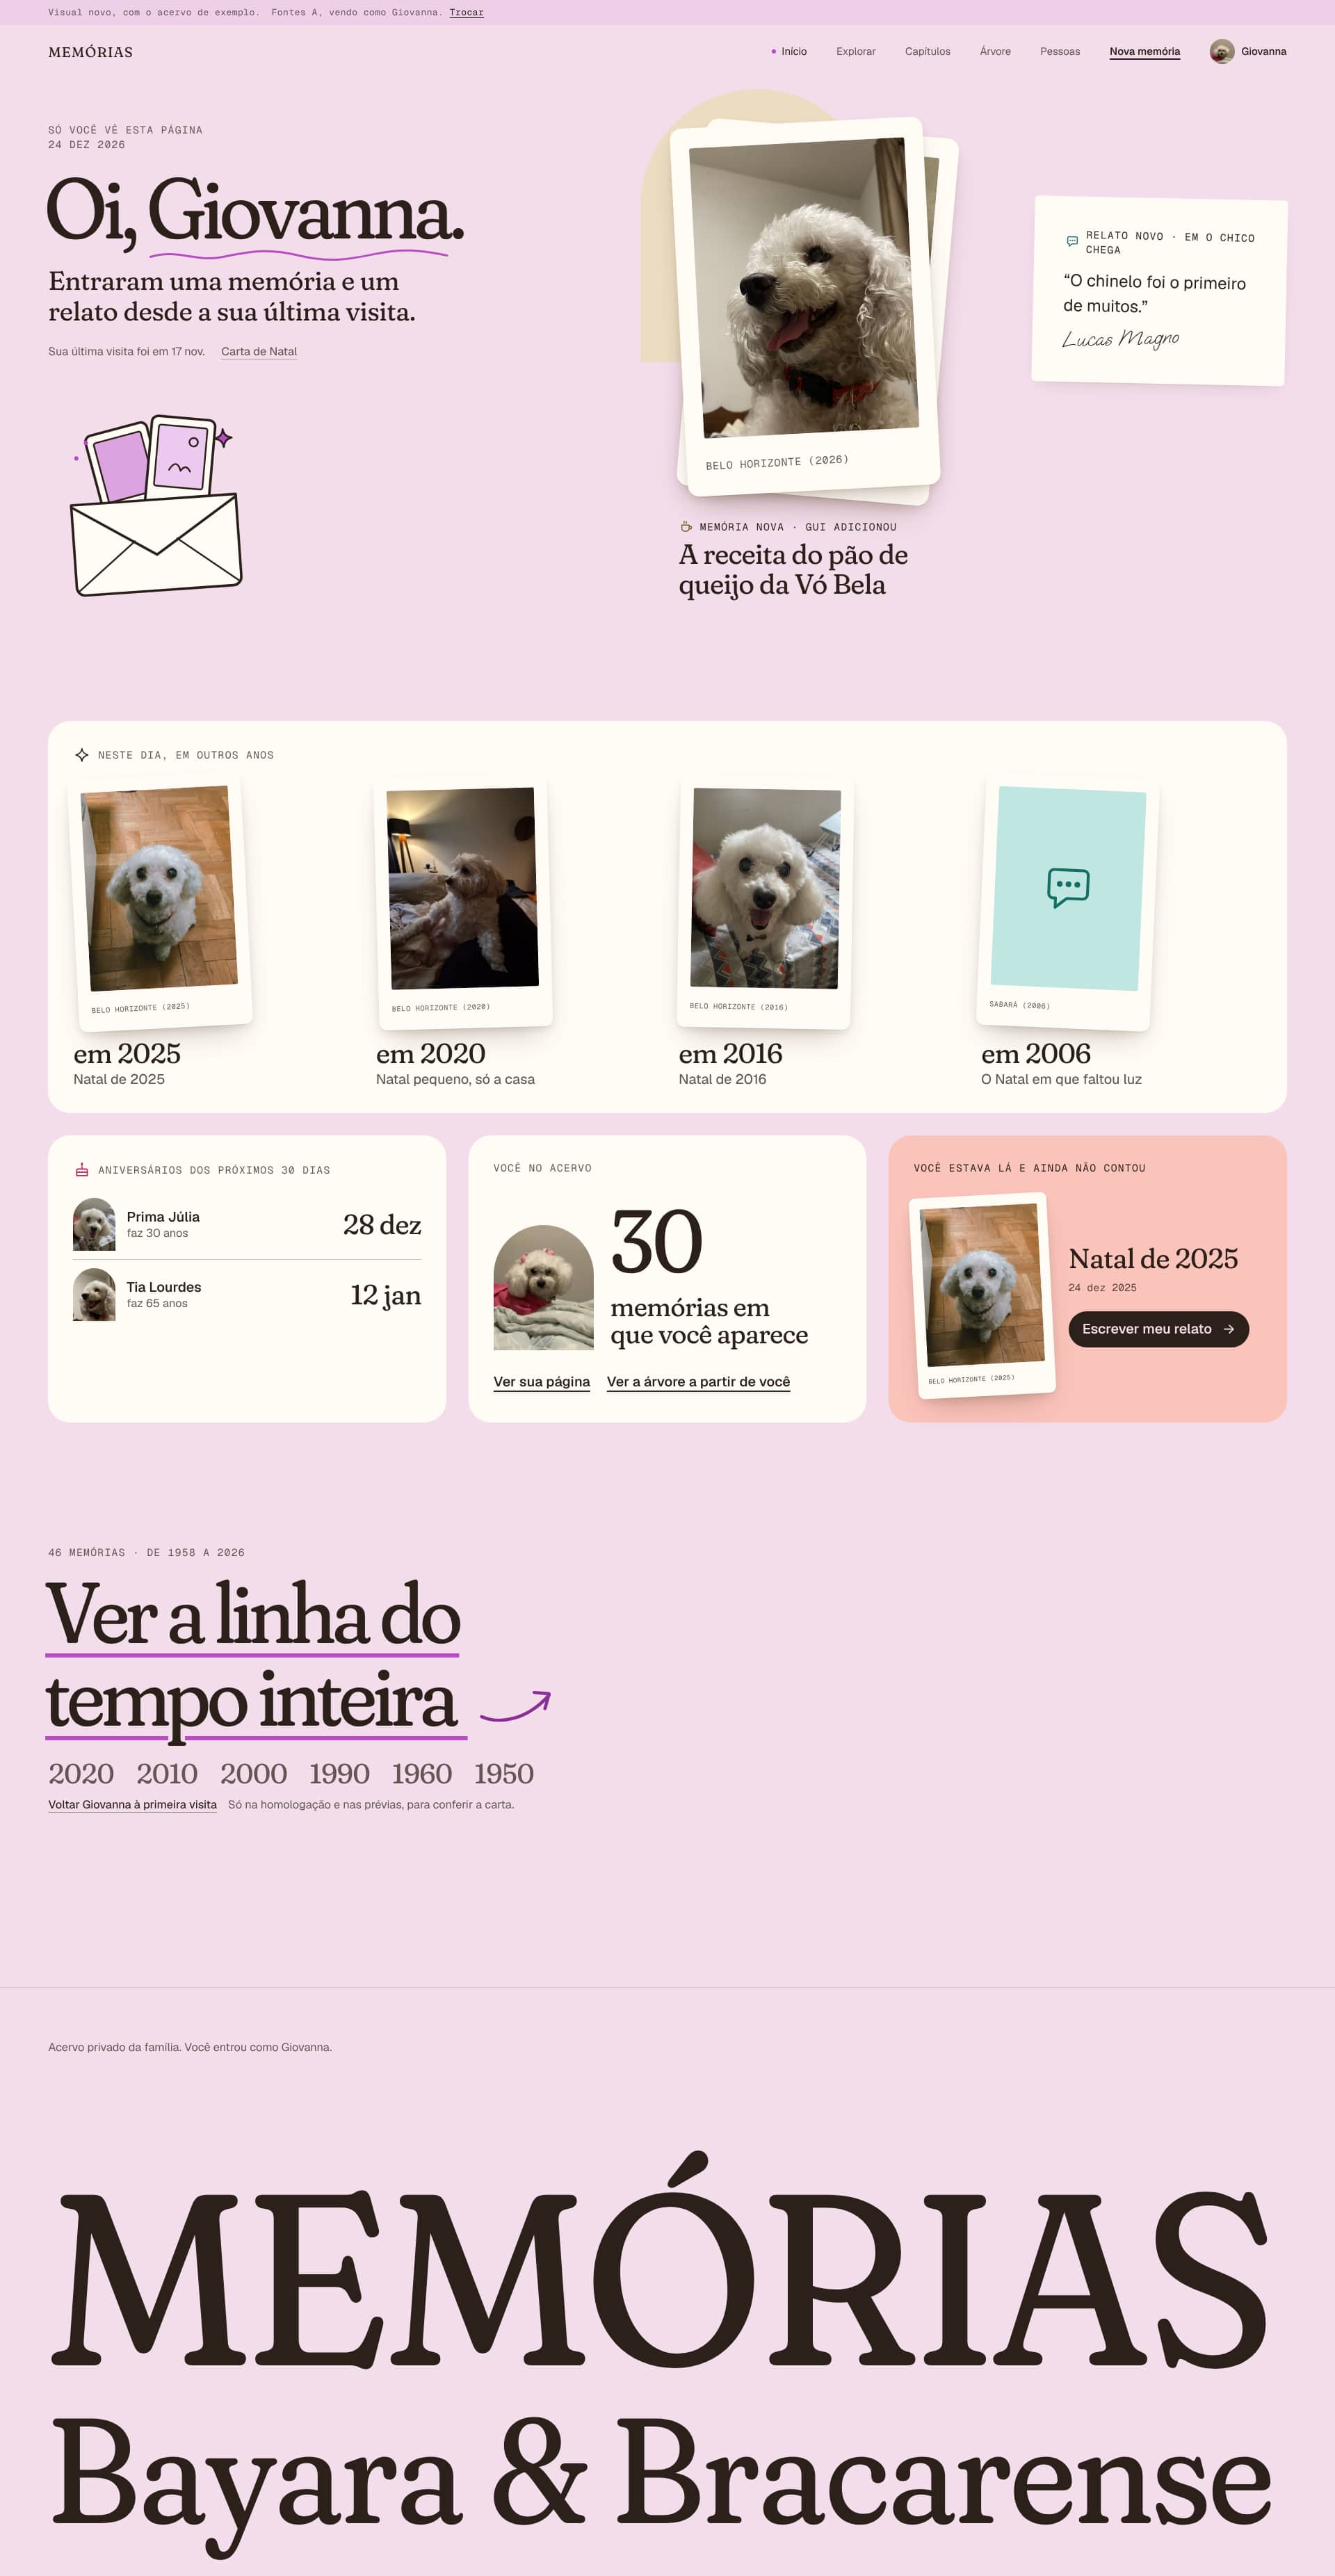 Visual novo, com o acervo de exemplo. Fontes A, vendo como Giovanna. Trocar
MEMÓRIAS
Início
Explorar
Capítulos
Árvore
Pessoas
Nova memória
Giovanna
SÓ VOCÊ VÊ ESTA PÁGINA
24 DEZ 2026
Oi, Giovanna.
Entraram uma memória e um
relato desde a sua última visita.
Sua última visita foi em 17 nov.
Carta de Natal
BELO HORIZONTE (2026)
MEMÓRIA NOVA · GUI ADICIONOU
A receita do pão de
queijo da Vó Bela
RELATO NOVO · EM O CHICO
CHEGA
“O chinelo foi o primeiro
de muitos.”
Lucas Magno
NESTE DIA, EM OUTROS ANOS
BELO HORIZONTE (2025)
em 2025
Natal de 2025
BELO HORIZONTE (2020)
em 2020
Natal pequeno, só a casa
BELO HORIZONTE (2016)
em 2016
Natal de 2016
SABARÁ (2006)
em 2006
O Natal em que faltou luz
ANIVERSÁRIOS DOS PRÓXIMOS 30 DIAS
Prima Júlia
faz 30 anos
28 dez
Tia Lourdes
faz 65 anos
12 jan
VOCÊ NO ACERVO
30
memórias em
que você aparece
Ver sua página
Ver a árvore a partir de você
VOCÊ ESTAVA LÁ E AINDA NÃO CONTOU
BELO HORIZONTE (2025)
Natal de 2025
24 dez 2025
Escrever meu relato →
46 MEMÓRIAS · DE 1958 A 2026
Ver a linha do
tempo inteira
2020 2010 2000 1990 1960 1950
Voltar Giovanna à primeira visita
Só na homologação e nas prévias, para conferir a carta.
Acervo privado da família. Você entrou como Giovanna.
MEMÓRIAS
Bayara & Bracarense